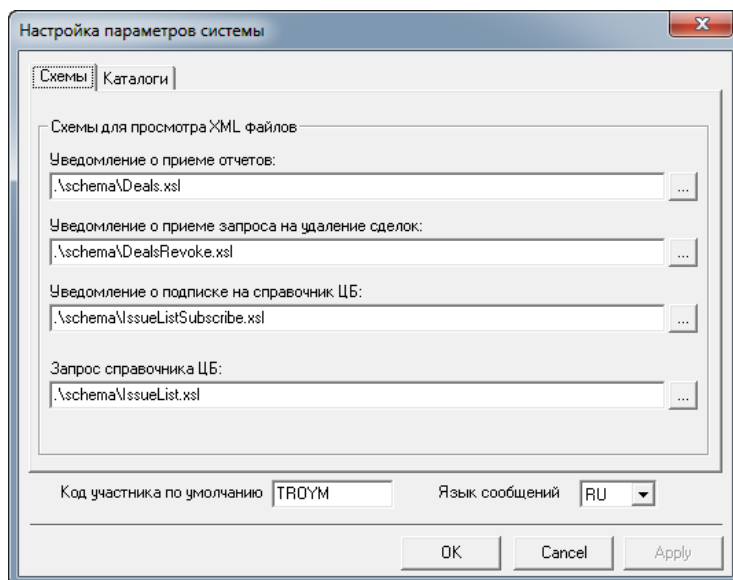 Настройка параметров системы
Схемы Каталоги
Схемы для просмотра XML файлов
Уведомление о приеме отчетов:
.\schema\Deals.xsl ...
Уведомление о приеме запроса на удаление сделок:
.\schema\DealsRevoke.xsl ...
Уведомление о подписке на справочник ЦБ:
.\schema\IssueListSubscribe.xsl ...
Запрос справочника ЦБ:
.\schema\IssueList.xsl ...
Код участника по умолчанию TROYM Язык сообщений RU
OK Cancel Apply